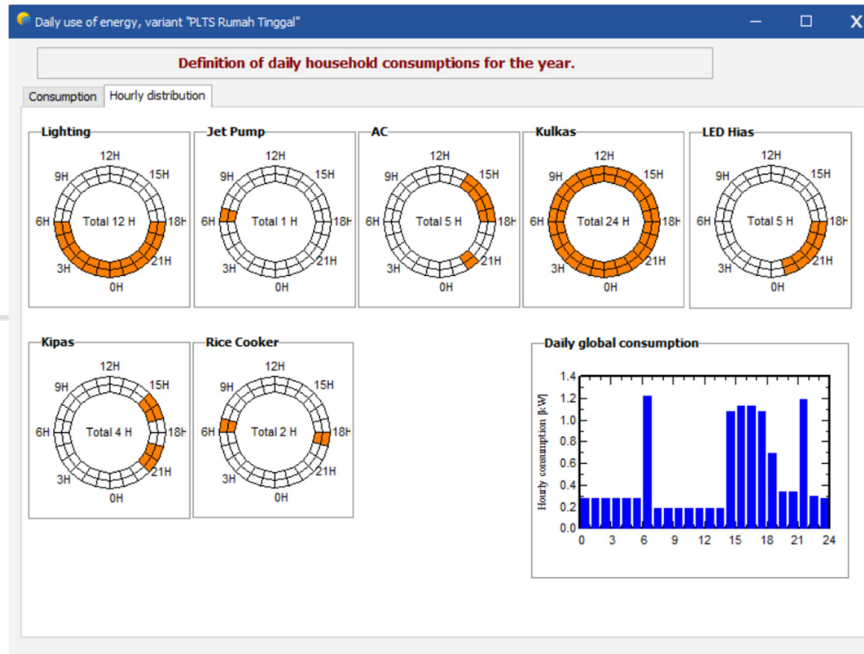 Daily use of energy, variant "PLTS Rumah Tinggal"
Definition of daily household consumptions for the year.
Consumption Hourly distribution
Lighting
12H
9H 15H
6H Total 12 H 18H
3H 21H
0H
Jet Pump
12H
9H 15H
6H Total 1 H 18H
3H 21H
0H
AC
12H
9H 15H
6H Total 5 H 18H
3H 21H
0H
Kulkas
12H
9H 15H
6H Total 24 H 18H
3H 21H
0H
LED Hias
12H
9H 15H
6H Total 5 H 18H
3H 21H
0H
Kipas
12H
9H 15H
6H Total 4 H 18H
3H 21H
0H
Rice Cooker
12H
9H 15H
6H Total 2 H 18H
3H 21H
0H
Daily global consumption
Hourly consumption [kW]
1.4
1.2
1.0
0.8
0.6
0.4
0.2
0.0
0 3 6 9 12 15 18 21 24